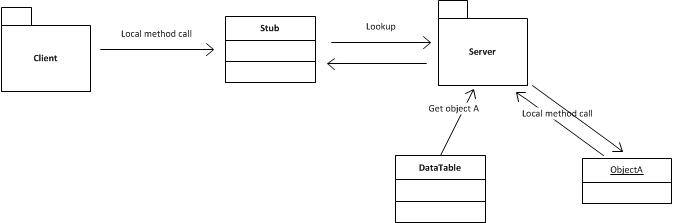 Client
Local method call
Stub
Lookup
Server
Get object A
Local method call
DataTable
ObjectA